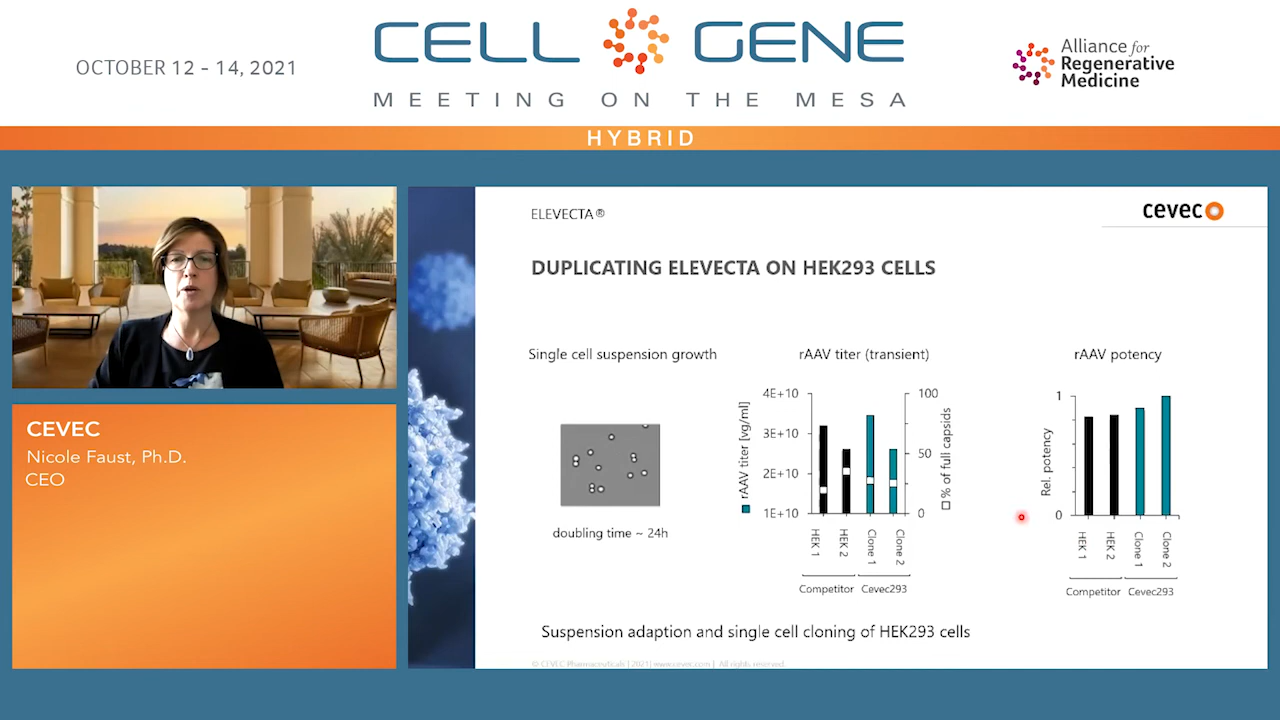 OCTOBER 12 - 14, 2021
CELL GENE
MEETING ON THE MESA
Alliance for
Regenerative
Medicine
HYBRID
CEVEC
Nicole Faust, Ph.D.
CEO
ELEVECTA®
cevec
DUPLICATING ELEVECTA ON HEK293 CELLS
Single cell suspension growth
doubling time ~ 24h
rAAV titer (transient)
rAAV titer [vg/ml]
4E+10
3E+10
2E+10
1E+10
100
50
0
% of full capsids
HEK 1
HEK 2
Clone 1
Clone 2
Competitor
Cevec293
rAAV potency
Rel. potency
1
0
HEK 1
HEK 2
Clone 1
Clone 2
Competitor
Cevec293
Suspension adaption and single cell cloning of HEK293 cells
© CEVEC Pharmaceuticals | 2021 | www.cevec.com | All rights reserved.